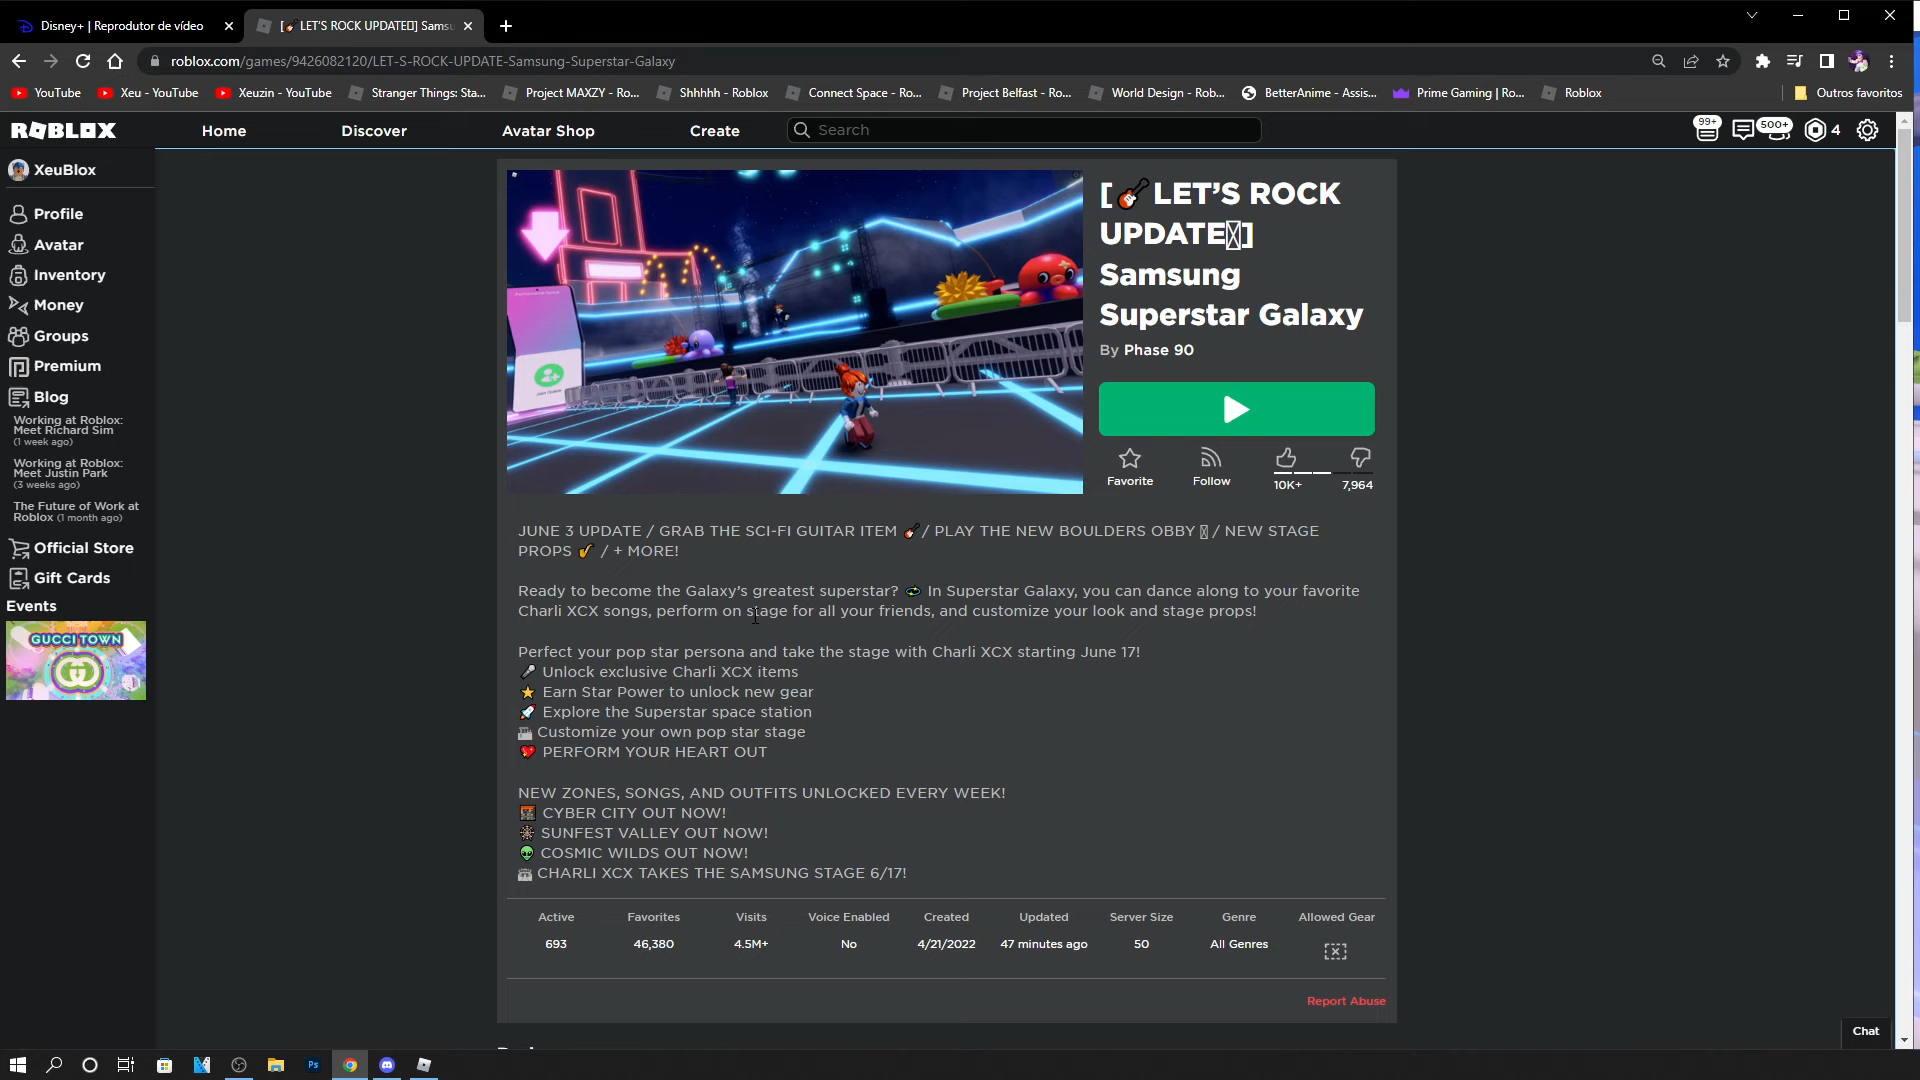 Disney+ | Reprodutor de vídeo
[🎸LET'S ROCK UPDATE▯] Samsu
roblox.com/games/9426082120/LET-S-ROCK-UPDATE-Samsung-Superstar-Galaxy
YouTube
Xeu - YouTube
Xeuzin - YouTube
Stranger Things: Sta...
Project MAXZY - Ro...
Shhhhh - Roblox
Connect Space - Ro...
Project Belfast - Ro...
World Design - Rob...
BetterAnime - Assis...
Prime Gaming | Ro...
Roblox
Outros favoritos
ROBLOX
Home
Discover
Avatar Shop
Create
Search
99+
500+
4
XeuBlox
Profile
Avatar
Inventory
Money
Groups
Premium
Blog
Working at Roblox:
Meet Richard Sim
(1 week ago)
Working at Roblox:
Meet Justin Park
(3 weeks ago)
The Future of Work at
Roblox (1 month ago)
Official Store
Gift Cards
Events
GUCCI TOWN
[🎸LET'S ROCK
UPDATE▯]
Samsung
Superstar Galaxy
By Phase 90
Favorite
Follow
10K+
7,964
JUNE 3 UPDATE / GRAB THE SCI-FI GUITAR ITEM 🎸/ PLAY THE NEW BOULDERS OBBY ▯ / NEW STAGE
PROPS 🎷 / + MORE!
Ready to become the Galaxy's greatest superstar? 💫 In Superstar Galaxy, you can dance along to your favorite
Charli XCX songs, perform on stage for all your friends, and customize your look and stage props!
Perfect your pop star persona and take the stage with Charli XCX starting June 17!
🎤 Unlock exclusive Charli XCX items
⭐ Earn Star Power to unlock new gear
🚀 Explore the Superstar space station
🎹 Customize your own pop star stage
💖 PERFORM YOUR HEART OUT
NEW ZONES, SONGS, AND OUTFITS UNLOCKED EVERY WEEK!
🌆 CYBER CITY OUT NOW!
🎡 SUNFEST VALLEY OUT NOW!
👽 COSMIC WILDS OUT NOW!
🏟 CHARLI XCX TAKES THE SAMSUNG STAGE 6/17!
Active
Favorites
Visits
Voice Enabled
Created
Updated
Server Size
Genre
Allowed Gear
693
46,380
4.5M+
No
4/21/2022
47 minutes ago
50
All Genres
Report Abuse
Chat
Ps